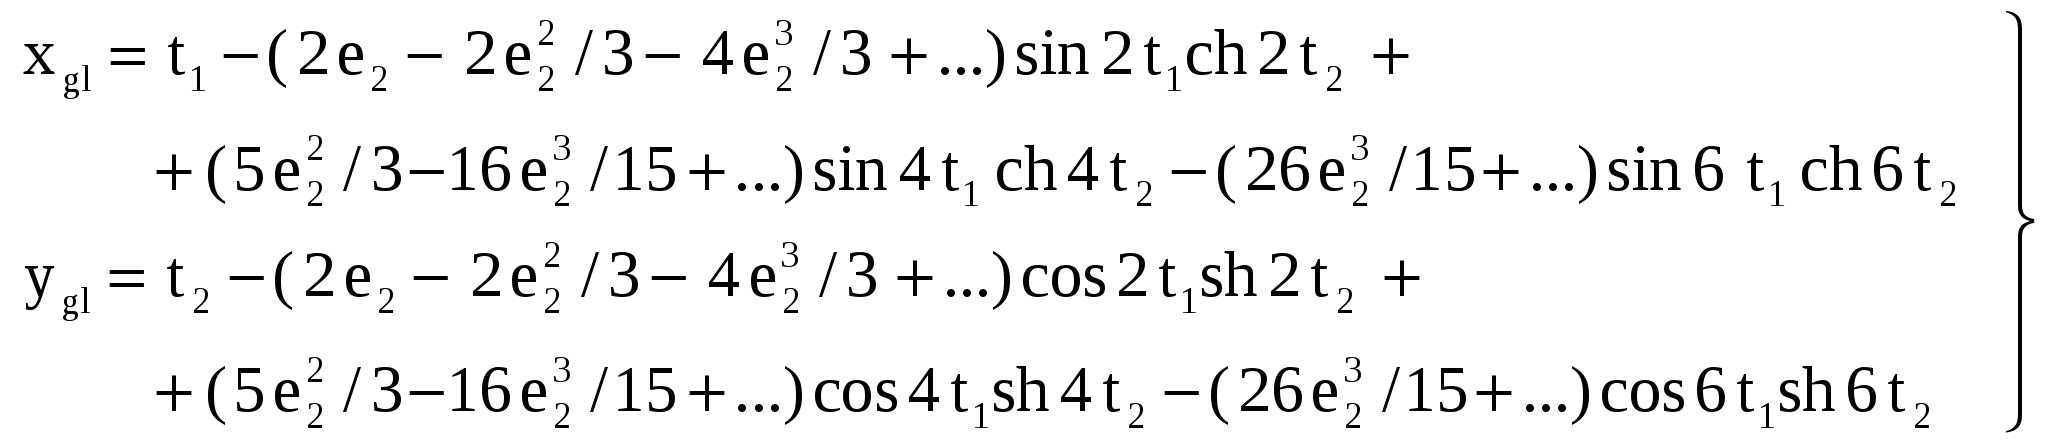 x_gl = t_1 −(2e_2 − 2e_2^2 /3− 4e_2^3 /3 +...)sin 2t_1ch 2t_2 +
+(5e_2^2 /3−16e_2^3 /15+...)sin 4t_1 ch 4t_2 −(26e_2^3 /15+...)sin 6 t_1 ch 6t_2
y_gl = t_2 −(2e_2 − 2e_2^2 /3− 4e_2^3 /3 +...)cos 2t_1sh 2t_2 +
+(5e_2^2 /3−16e_2^3 /15+...)cos 4t_1sh 4t_2 −(26e_2^3 /15+...)cos 6t_1sh 6t_2 }